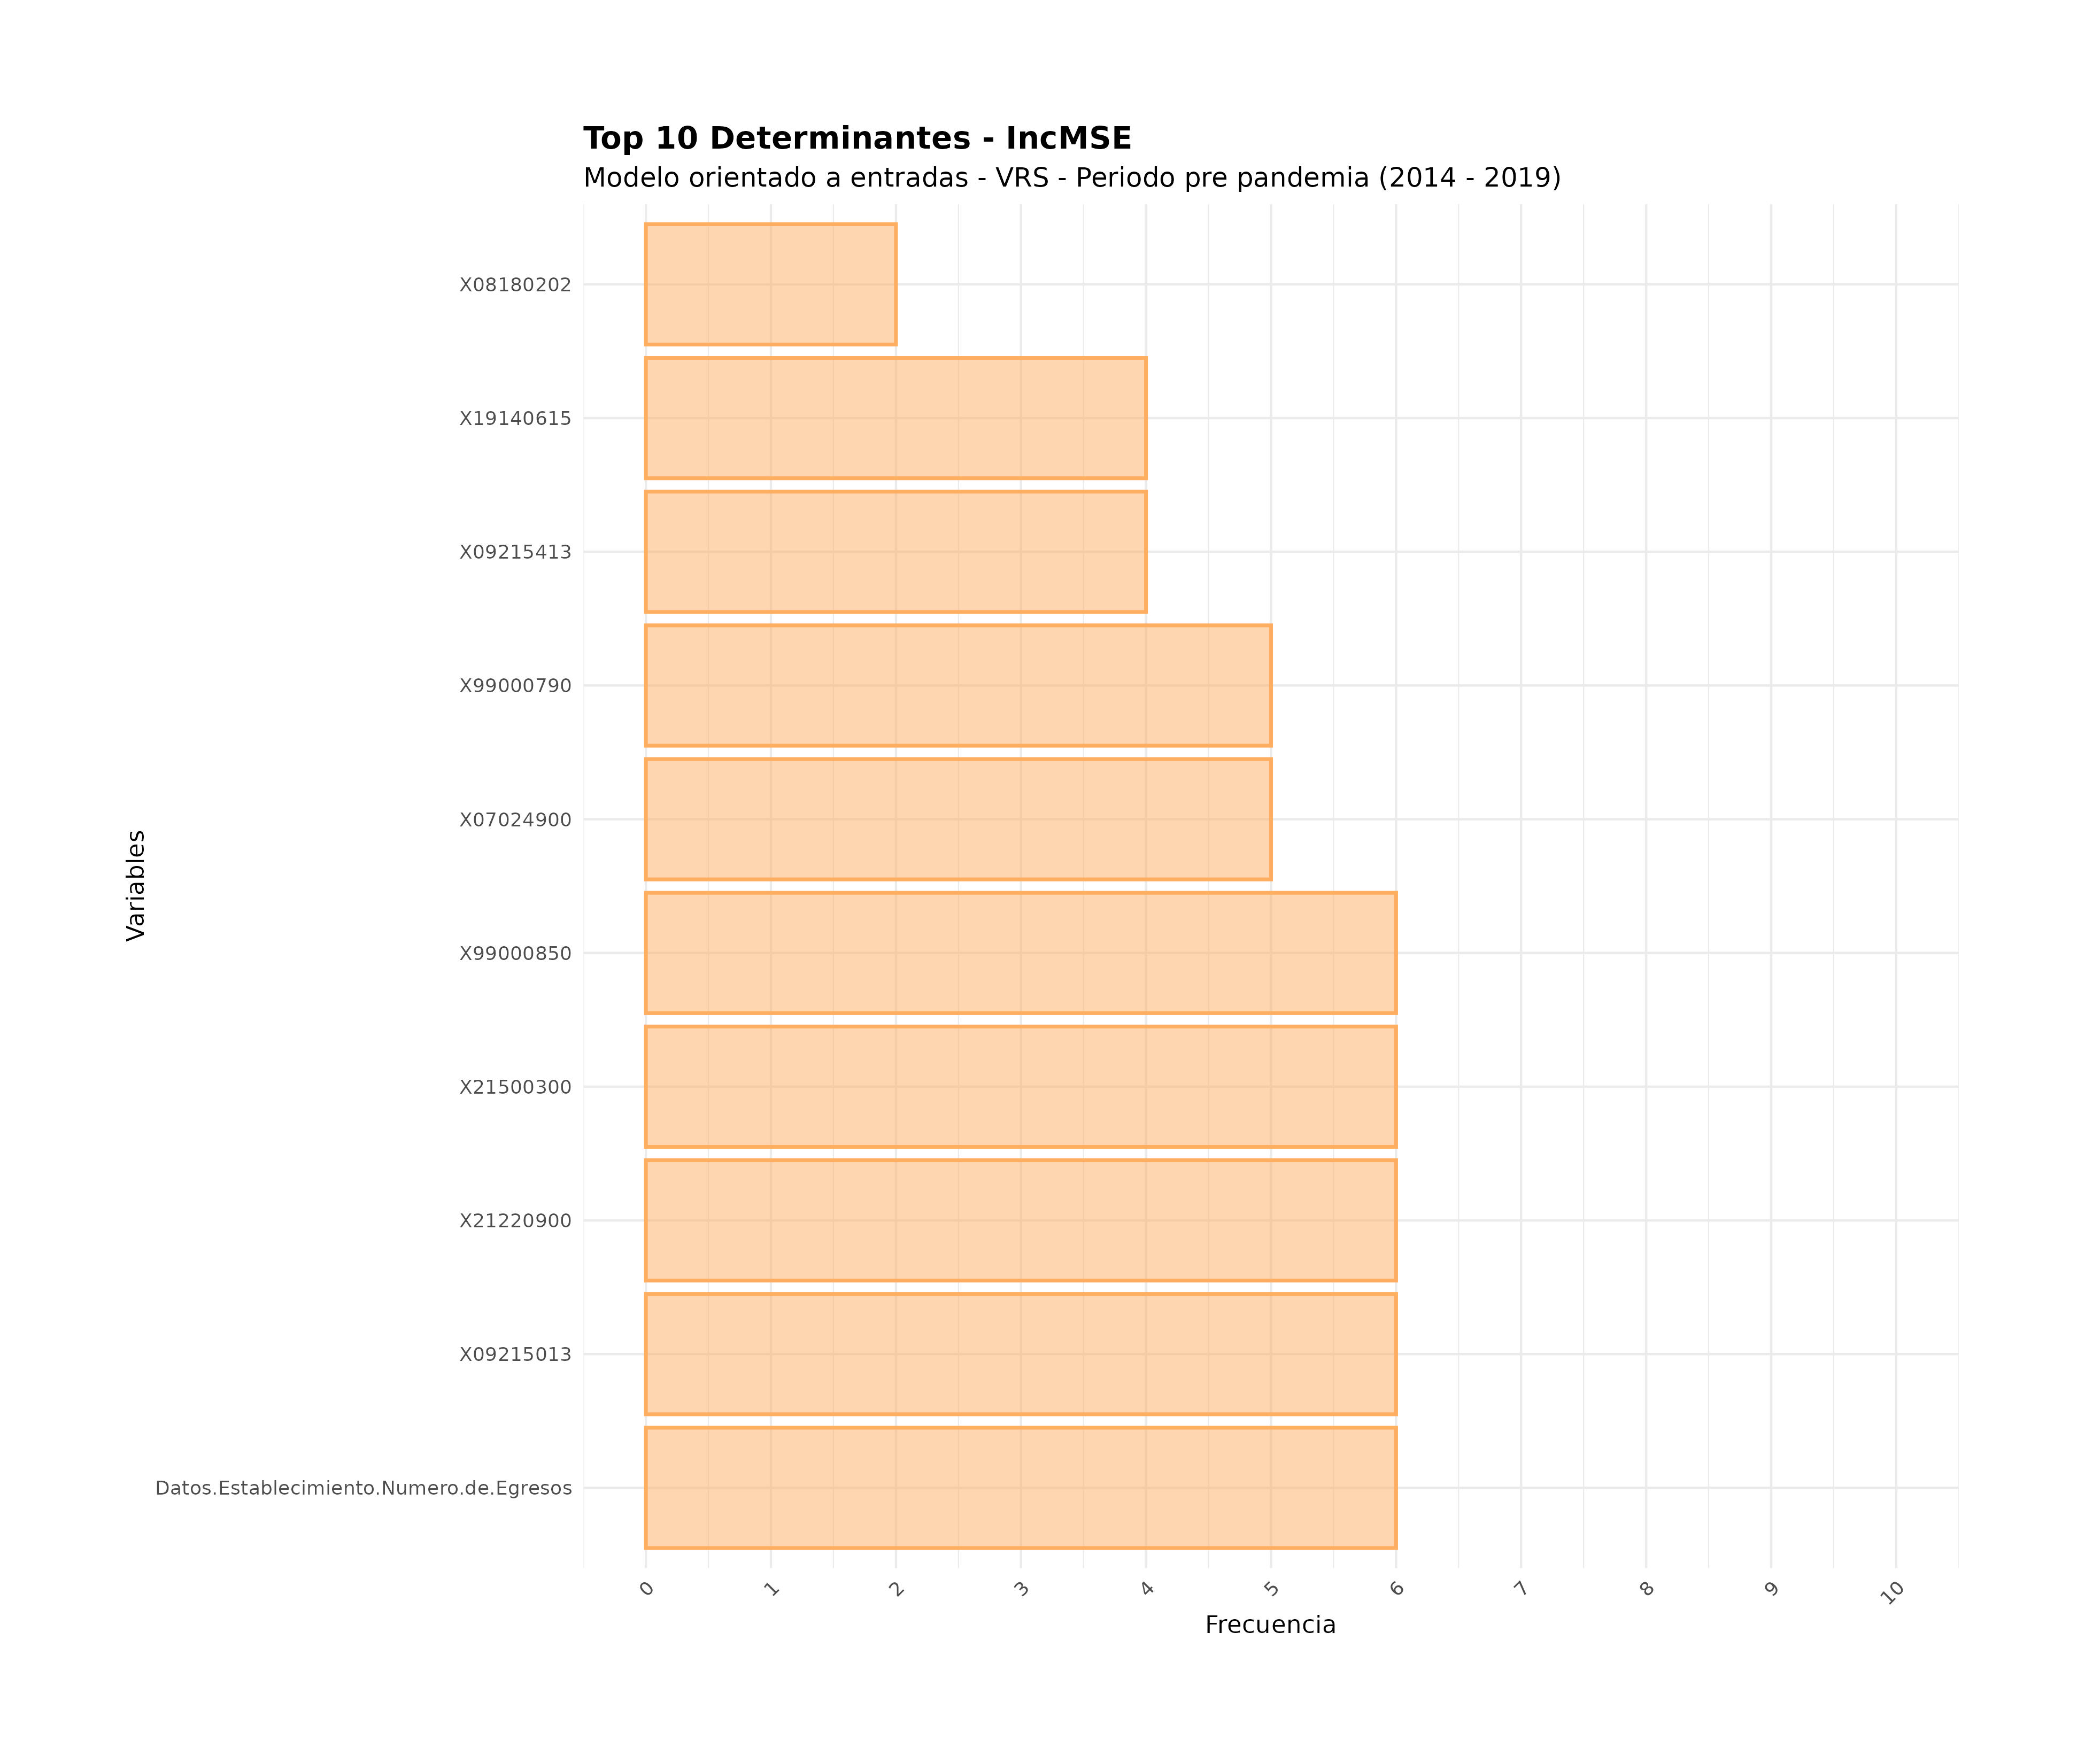 Top 10 Determinantes - IncMSE
Modelo orientado a entradas - VRS - Periodo pre pandemia (2014 - 2019)
Variables
X08180202
X19140615
X09215413
X99000790
X07024900
X99000850
X21500300
X21220900
X09215013
Datos.Establecimiento.Numero.de.Egresos
0 1 2 3 4 5 6 7 8 9 10
Frecuencia